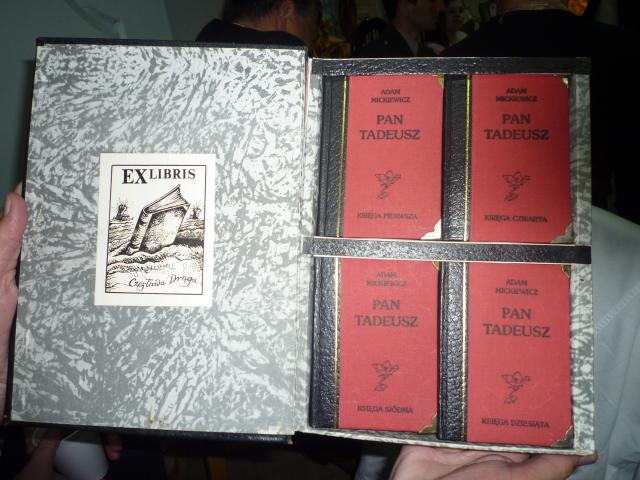 EX LIBRIS
Czesława Draga
ADAM
MICKIEWICZ
PAN
TADEUSZ
KSIĘGA PIERWSZA
ADAM
MICKIEWICZ
PAN
TADEUSZ
KSIĘGA CZWARTA
ADAM
MICKIEWICZ
PAN
TADEUSZ
KSIĘGA SIÓDMA
ADAM
MICKIEWICZ
PAN
TADEUSZ
KSIĘGA DZIESIĄTA